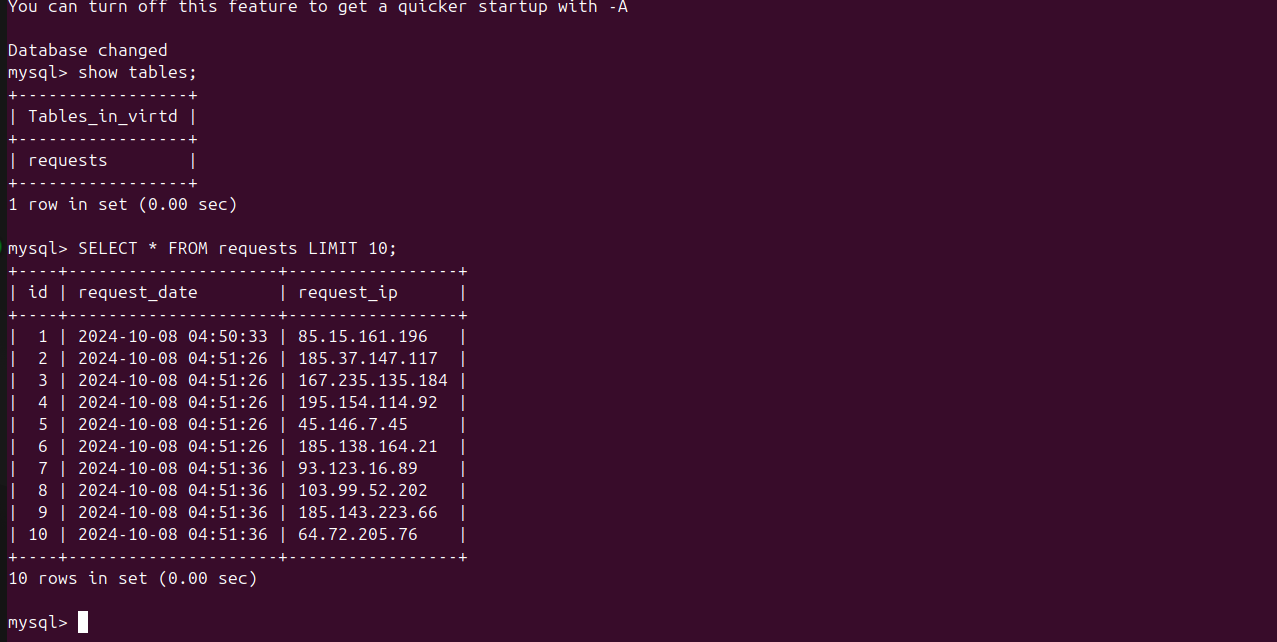 You can turn off this feature to get a quicker startup with -A
Database changed
mysql> show tables;
+-----------------+
| Tables_in_virtd |
+-----------------+
| requests        |
+-----------------+
1 row in set (0.00 sec)
mysql> SELECT * FROM requests LIMIT 10;
+----+---------------------+-----------------+
| id | request_date        | request_ip      |
+----+---------------------+-----------------+
|  1 | 2024-10-08 04:50:33 | 85.15.161.196   |
|  2 | 2024-10-08 04:51:26 | 185.37.147.117  |
|  3 | 2024-10-08 04:51:26 | 167.235.135.184 |
|  4 | 2024-10-08 04:51:26 | 195.154.114.92  |
|  5 | 2024-10-08 04:51:26 | 45.146.7.45     |
|  6 | 2024-10-08 04:51:26 | 185.138.164.21  |
|  7 | 2024-10-08 04:51:36 | 93.123.16.89    |
|  8 | 2024-10-08 04:51:36 | 103.99.52.202   |
|  9 | 2024-10-08 04:51:36 | 185.143.223.66  |
| 10 | 2024-10-08 04:51:36 | 64.72.205.76    |
+----+---------------------+-----------------+
10 rows in set (0.00 sec)
mysql>